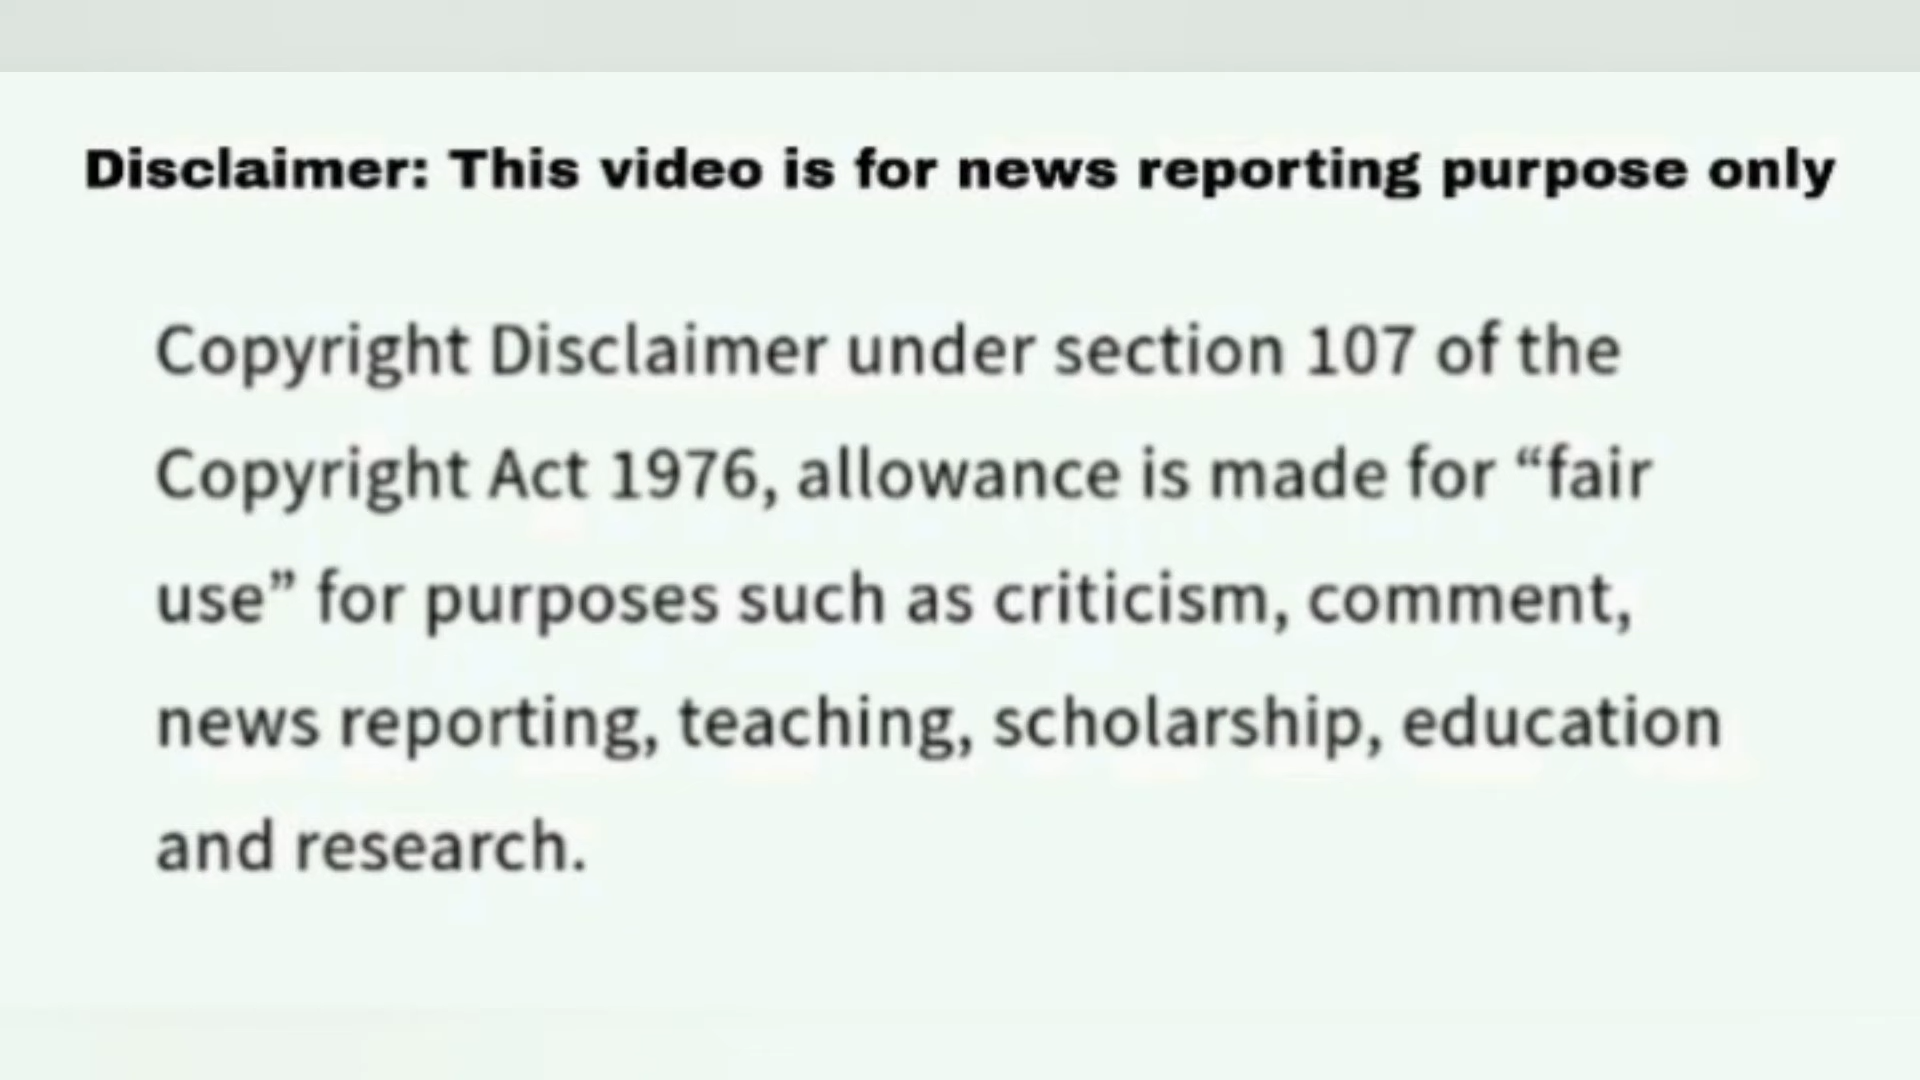 Disclaimer: This video is for news reporting purpose only
Copyright Disclaimer under section 107 of the
Copyright Act 1976, allowance is made for “fair
use” for purposes such as criticism, comment,
news reporting, teaching, scholarship, education
and research.